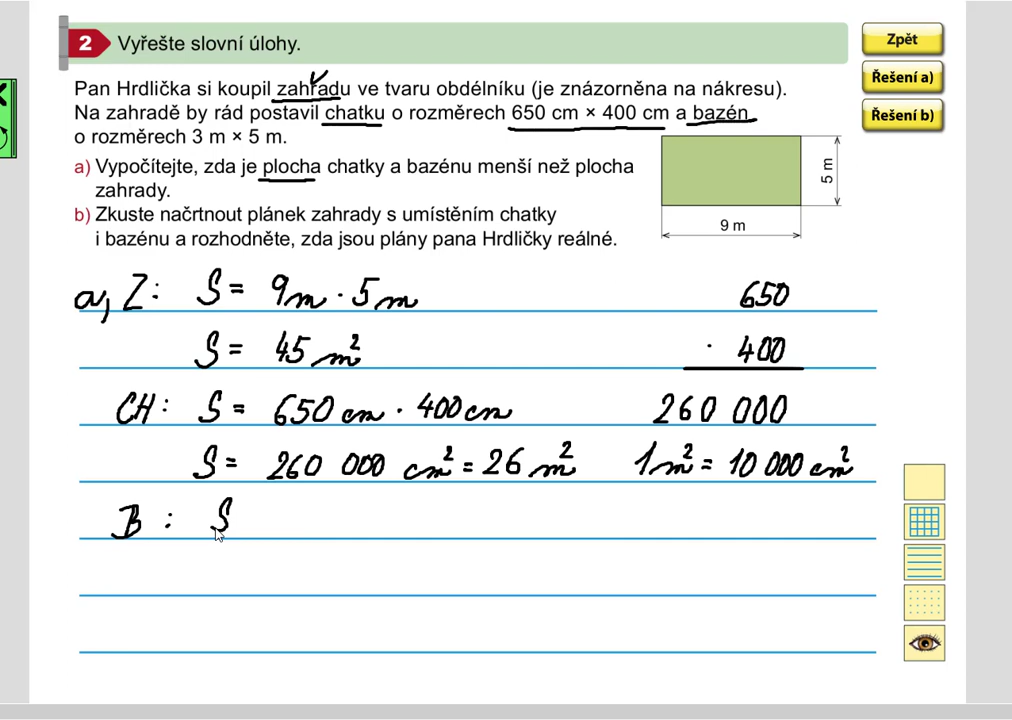 2 Vyřešte slovní úlohy.
Zpět
Řešení a)
Řešení b)
Pan Hrdlička si koupil zahradu ve tvaru obdélníku (je znázorněna na nákresu).
Na zahradě by rád postavil chatku o rozměrech 650 cm × 400 cm a bazén
o rozměrech 3 m × 5 m.
a) Vypočítejte, zda je plocha chatky a bazénu menší než plocha
zahrady.
b) Zkuste načrtnout plánek zahrady s umístěním chatky
i bazénu a rozhodněte, zda jsou plány pana Hrdličky reálné.
5 m
9 m
a, Z: S = 9m · 5m 650
S = 45 m² · 400
CH: S = 650 cm · 400 cm 260 000
S = 260 000 cm² = 26 m² 1m² = 10 000 cm²
B : S